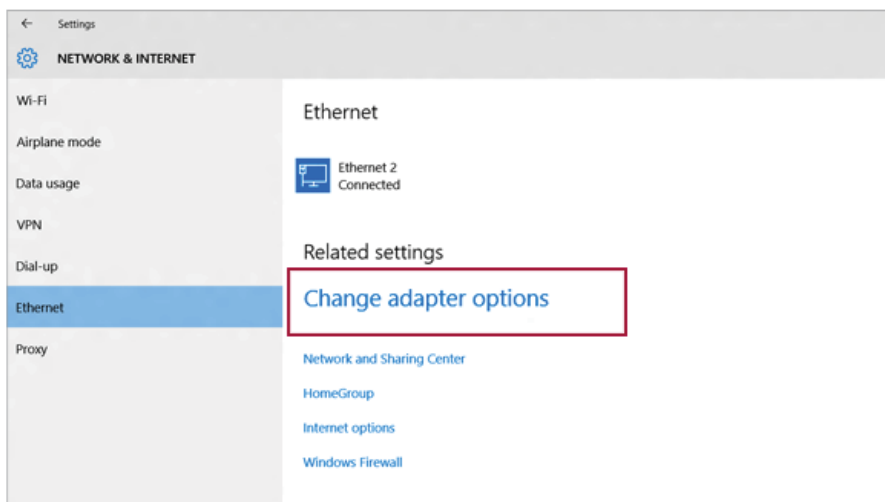 Settings
NETWORK & INTERNET
Wi-Fi
Airplane mode
Data usage
VPN
Dial-up
Ethernet
Proxy
Ethernet
Ethernet 2
Connected
Related settings
Change adapter options
Network and Sharing Center
HomeGroup
Internet options
Windows Firewall